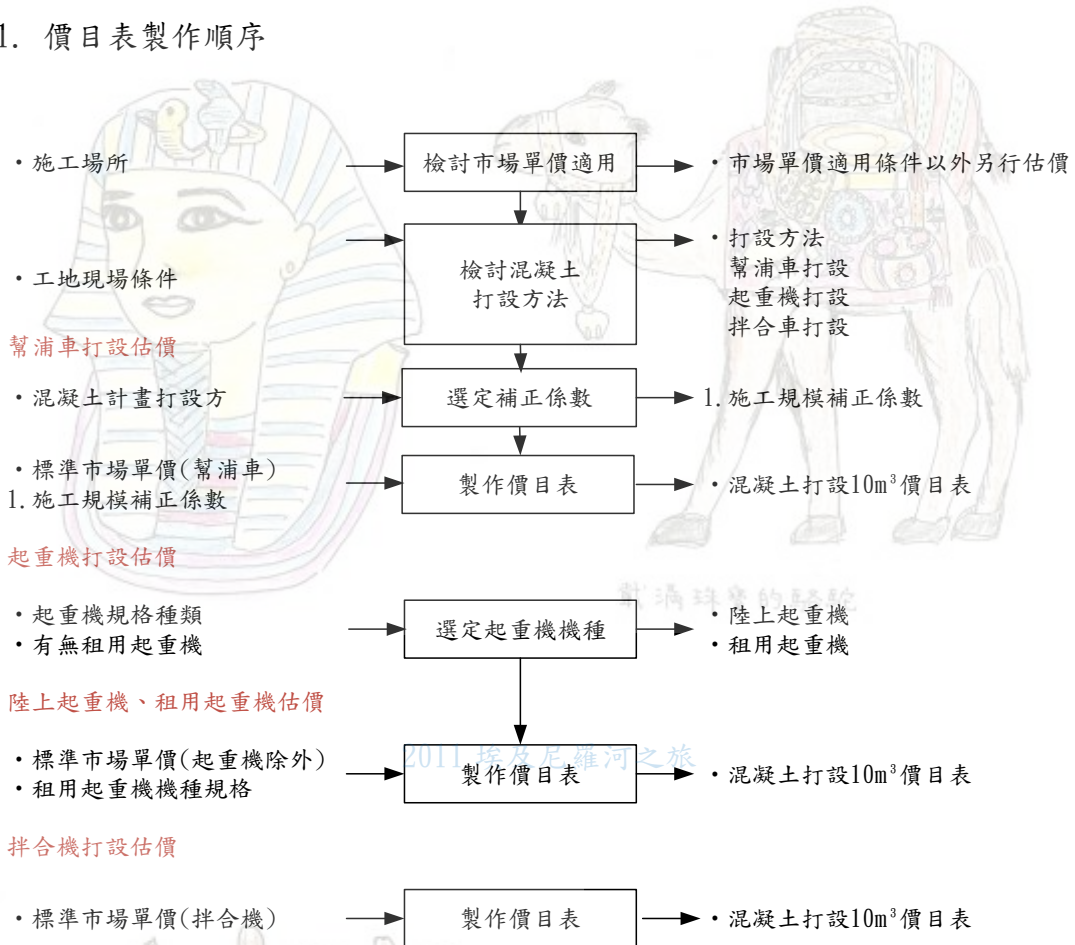 1. 價目表製作順序
・施工場所
檢討市場單價適用
・市場單價適用條件以外另行估價
・工地現場條件
檢討混凝土
打設方法
・打設方法
幫浦車打設
起重機打設
拌合車打設
幫浦車打設估價
・混凝土計畫打設方
選定補正係數
1.施工規模補正係數
・標準市場單價(幫浦車)
1.施工規模補正係數
製作價目表
・混凝土打設10m³價目表
起重機打設估價
戴滿珠寶的駱駝
・起重機規格種類
・有無租用起重機
選定起重機機種
・陸上起重機
・租用起重機
陸上起重機、租用起重機估價
2011 埃及尼羅河之旅
・標準市場單價(起重機除外)
・租用起重機機種規格
製作價目表
・混凝土打設10m³價目表
拌合機打設估價
・標準市場單價(拌合機)
製作價目表
・混凝土打設10m³價目表